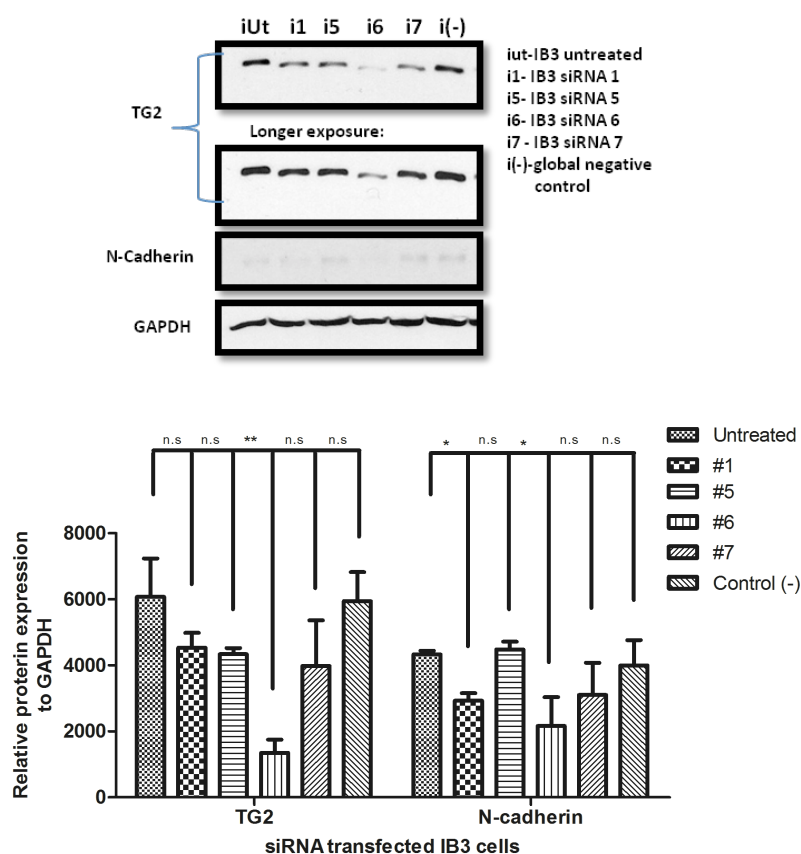 iUt i1 i5 i6 i7 i(-)
TG2
Longer exposure:
N-Cadherin
GAPDH
iut-IB3 untreated
i1- IB3 siRNA 1
i5- IB3 siRNA 5
i6- IB3 siRNA 6
i7 - IB3 siRNA 7
i(-)-global negative
control
n.s n.s ** n.s n.s
* n.s * n.s n.s
Untreated
#1
#5
#6
#7
Control (-)
Relative proterin expression
to GAPDH
8000
6000
4000
2000
0
TG2 N-cadherin
siRNA transfected IB3 cells